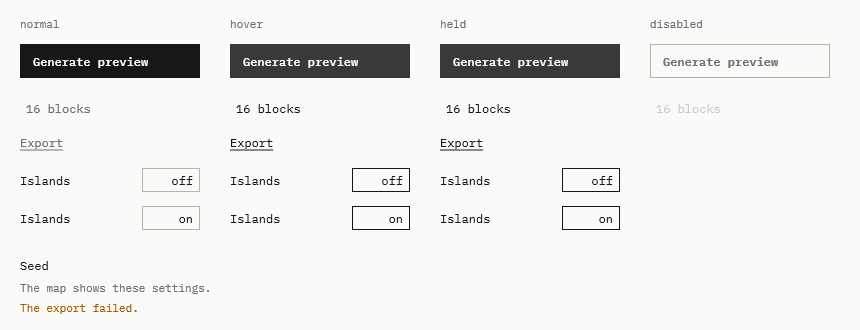 normal hover held disabled
Generate preview Generate preview Generate preview Generate preview
16 blocks 16 blocks 16 blocks 16 blocks
Export Export Export
Islands off Islands off Islands off
Islands on Islands on Islands on
Seed
The map shows these settings.
The export failed.